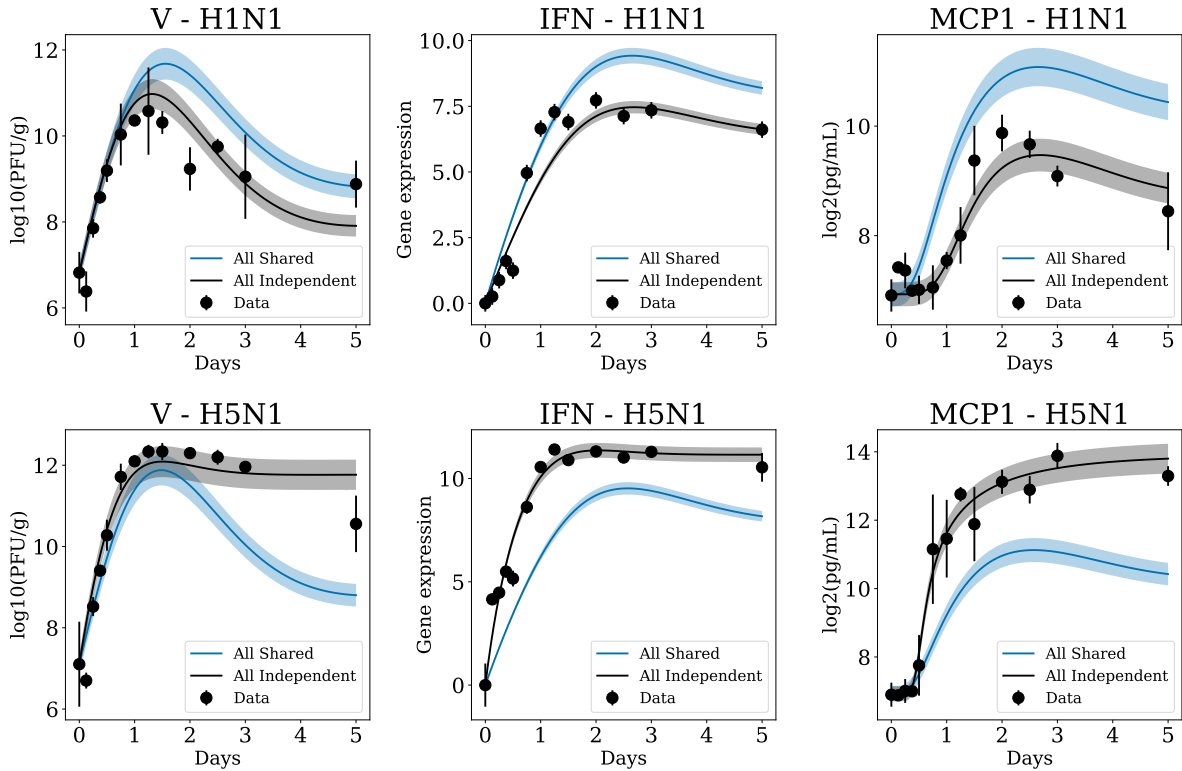 V - H1N1
12
10
8
6
log10(PFU/g)
All Shared
All Independent
Data
0 1 2 3 4 5
Days
IFN - H1N1
10.0
7.5
5.0
2.5
0.0
Gene expression
All Shared
All Independent
Data
0 1 2 3 4 5
Days
MCP1 - H1N1
10
8
log2(pg/mL)
All Shared
All Independent
Data
0 1 2 3 4 5
Days
V - H5N1
12
10
8
6
log10(PFU/g)
All Shared
All Independent
Data
0 1 2 3 4 5
Days
IFN - H5N1
10
5
0
Gene expression
All Shared
All Independent
Data
0 1 2 3 4 5
Days
MCP1 - H5N1
14
12
10
8
log2(pg/mL)
All Shared
All Independent
Data
0 1 2 3 4 5
Days